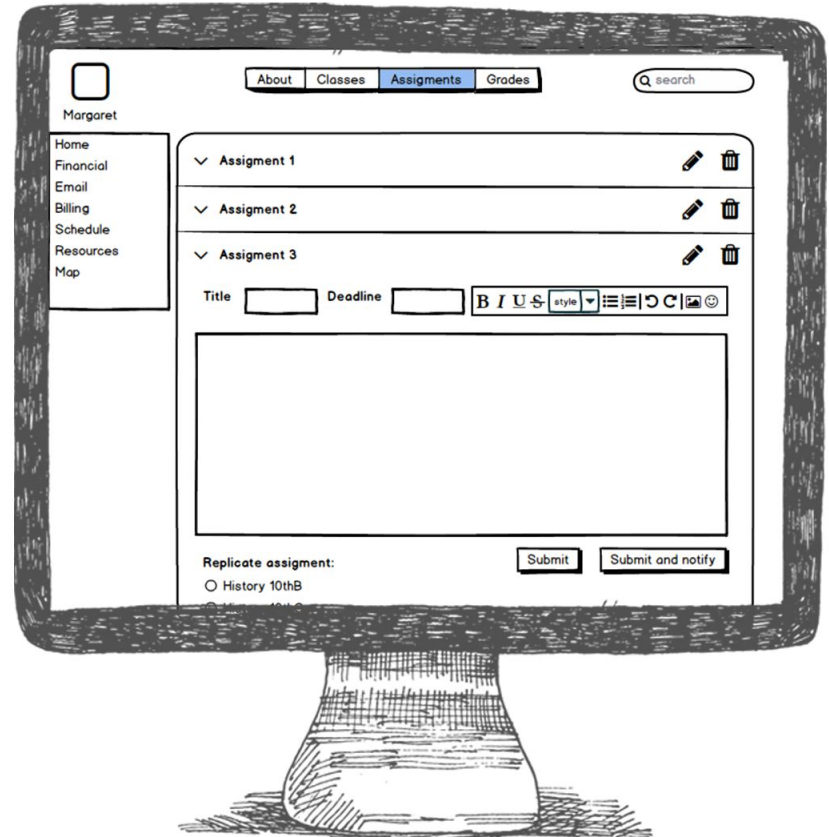 About Classes Assigments Grades
search
Margaret
Home
Financial
Email
Billing
Schedule
Resources
Map
Assigment 1
Assigment 2
Assigment 3
Title Deadline B I U S style
Replicate assigment:
Submit Submit and notify
History 10thB